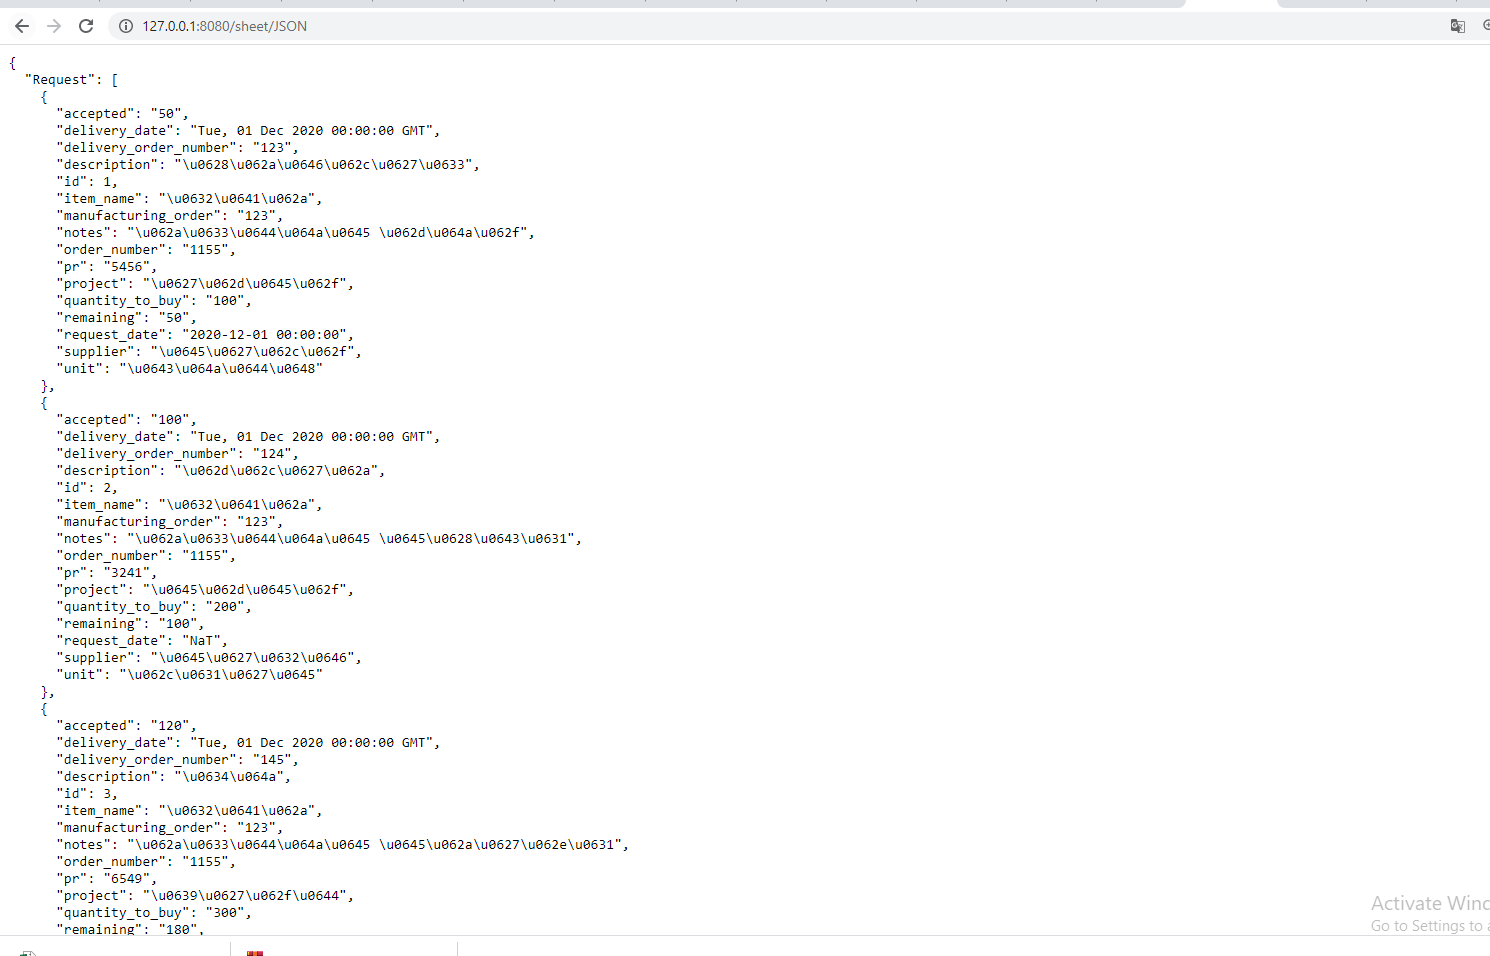 127.0.0.1:8080/sheet/JSON
{
"Request": [
{
"accepted": "50",
"delivery_date": "Tue, 01 Dec 2020 00:00:00 GMT",
"delivery_order_number": "123",
"description": "\u0628\u062a\u0646\u062c\u0627\u0633",
"id": 1,
"item_name": "\u0632\u0641\u062a",
"manufacturing_order": "123",
"notes": "\u062a\u0633\u0644\u064a\u0645 \u062d\u064a\u062f",
"order_number": "1155",
"pr": "5456",
"project": "\u0627\u062d\u0645\u062f",
"quantity_to_buy": "100",
"remaining": "50",
"request_date": "2020-12-01 00:00:00",
"supplier": "\u0645\u0627\u062c\u062f",
"unit": "\u0643\u064a\u0644\u0648"
},
{
"accepted": "100",
"delivery_date": "Tue, 01 Dec 2020 00:00:00 GMT",
"delivery_order_number": "124",
"description": "\u062d\u062c\u0627\u062a",
"id": 2,
"item_name": "\u0632\u0641\u062a",
"manufacturing_order": "123",
"notes": "\u062a\u0633\u0644\u064a\u0645 \u0645\u0628\u0643\u0631",
"order_number": "1155",
"pr": "3241",
"project": "\u0645\u062d\u0645\u062f",
"quantity_to_buy": "200",
"remaining": "100",
"request_date": "NaT",
"supplier": "\u0645\u0627\u0632\u0646",
"unit": "\u062c\u0631\u0627\u0645"
},
{
"accepted": "120",
"delivery_date": "Tue, 01 Dec 2020 00:00:00 GMT",
"delivery_order_number": "145",
"description": "\u0634\u064a",
"id": 3,
"item_name": "\u0632\u0641\u062a",
"manufacturing_order": "123",
"notes": "\u062a\u0633\u0644\u064a\u0645 \u0645\u062a\u0627\u062e\u0631",
"order_number": "1155",
"pr": "6549",
"project": "\u0639\u0627\u062f\u0644",
"quantity_to_buy": "300",
"remaining": "180",
Activate Winc
Go to Settings to a